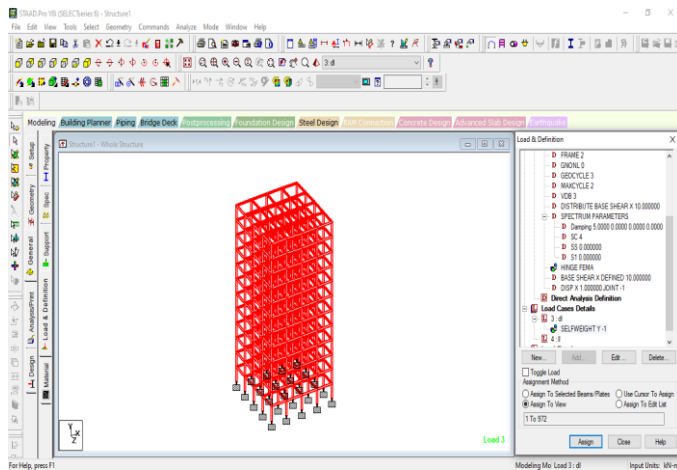 STAAD.Pro V8i (SELECTseries 6) - Structure1
File Edit View Tools Select Geometry Commands Analyze Mode Window Help
3: dl
Modeling Building Planner Piping Bridge Deck Postprocessing Foundation Design Steel Design RAM Connection Concrete Design Advanced Slab Design Earthquake
Setup
Geometry
General
Analysis/Print
Design
Property
Spec
Support
Load & Definition
Material
Structure1 - Whole Structure
Y
X
Z
Load 3
Load & Definition
D FRAME 2
D GNONL 0
D GEOCYCLE 3
D MAXCYCLE 2
D VDB 3
D DISTRIBUTE BASE SHEAR X 10.000000
D SPECTRUM PARAMETERS
D Damping 5.0000 0.0000 0.0000 0.0000
D SC 4
D SS 0.000000
D S1 0.000000
HINGE FEMA
D BASE SHEAR X DEFINED 10.000000
D DISP X 1.000000 JOINT -1
D Direct Analysis Definition
L Load Cases Details
L 3 : dl
SELFWEIGHT Y -1
L 4 : ll
New...
Add...
Edit ...
Delete...
Toggle Load
Assignment Method
Assign To Selected Beams/Plates
Use Cursor To Assign
Assign To View
Assign To Edit List
1 To 972
Assign
Close
Help
For Help, press F1
Modeling Mo Load 3 : dl
Input Units: kN-m